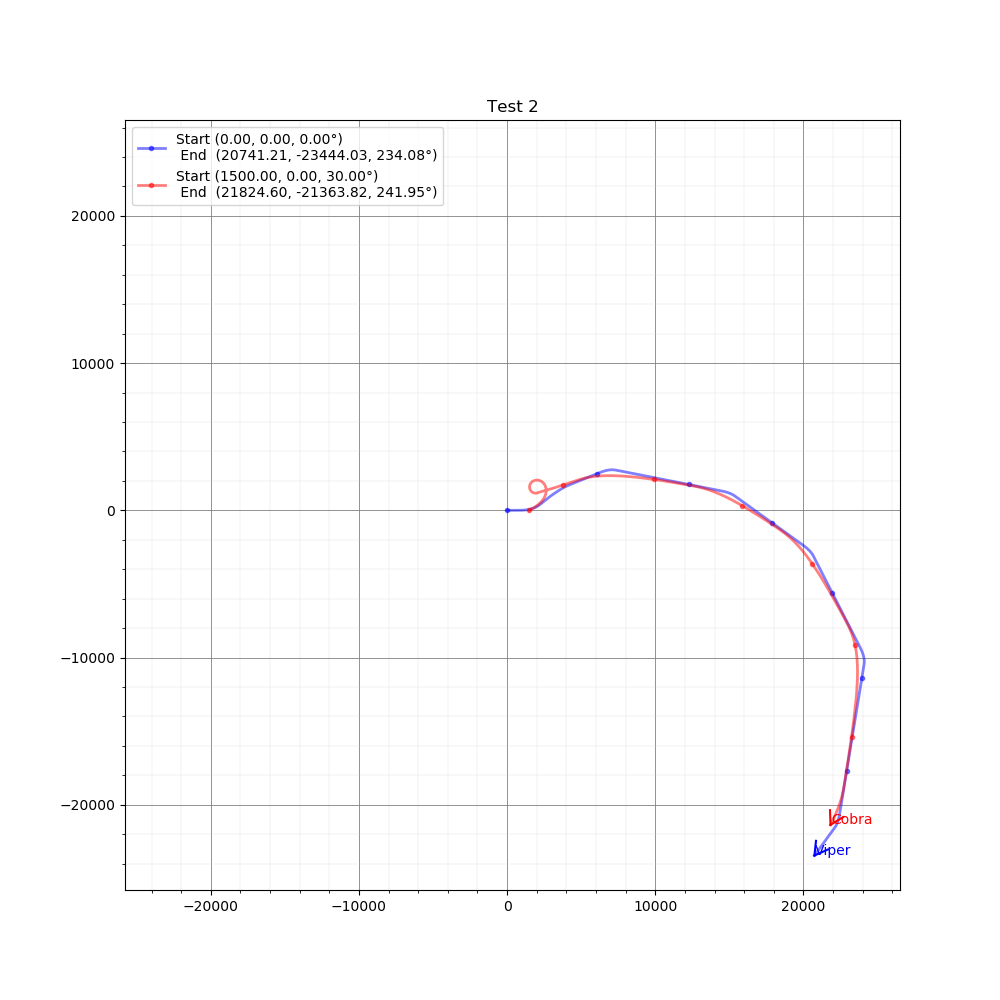 Test 2
Start (0.00, 0.00, 0.00°)
End (20741.21, -23444.03, 234.08°)
Start (1500.00, 0.00, 30.00°)
End (21824.60, -21363.82, 241.95°)
20000
10000
0
−10000
−20000
Cobra
Viper
−20000 −10000 0 10000 20000